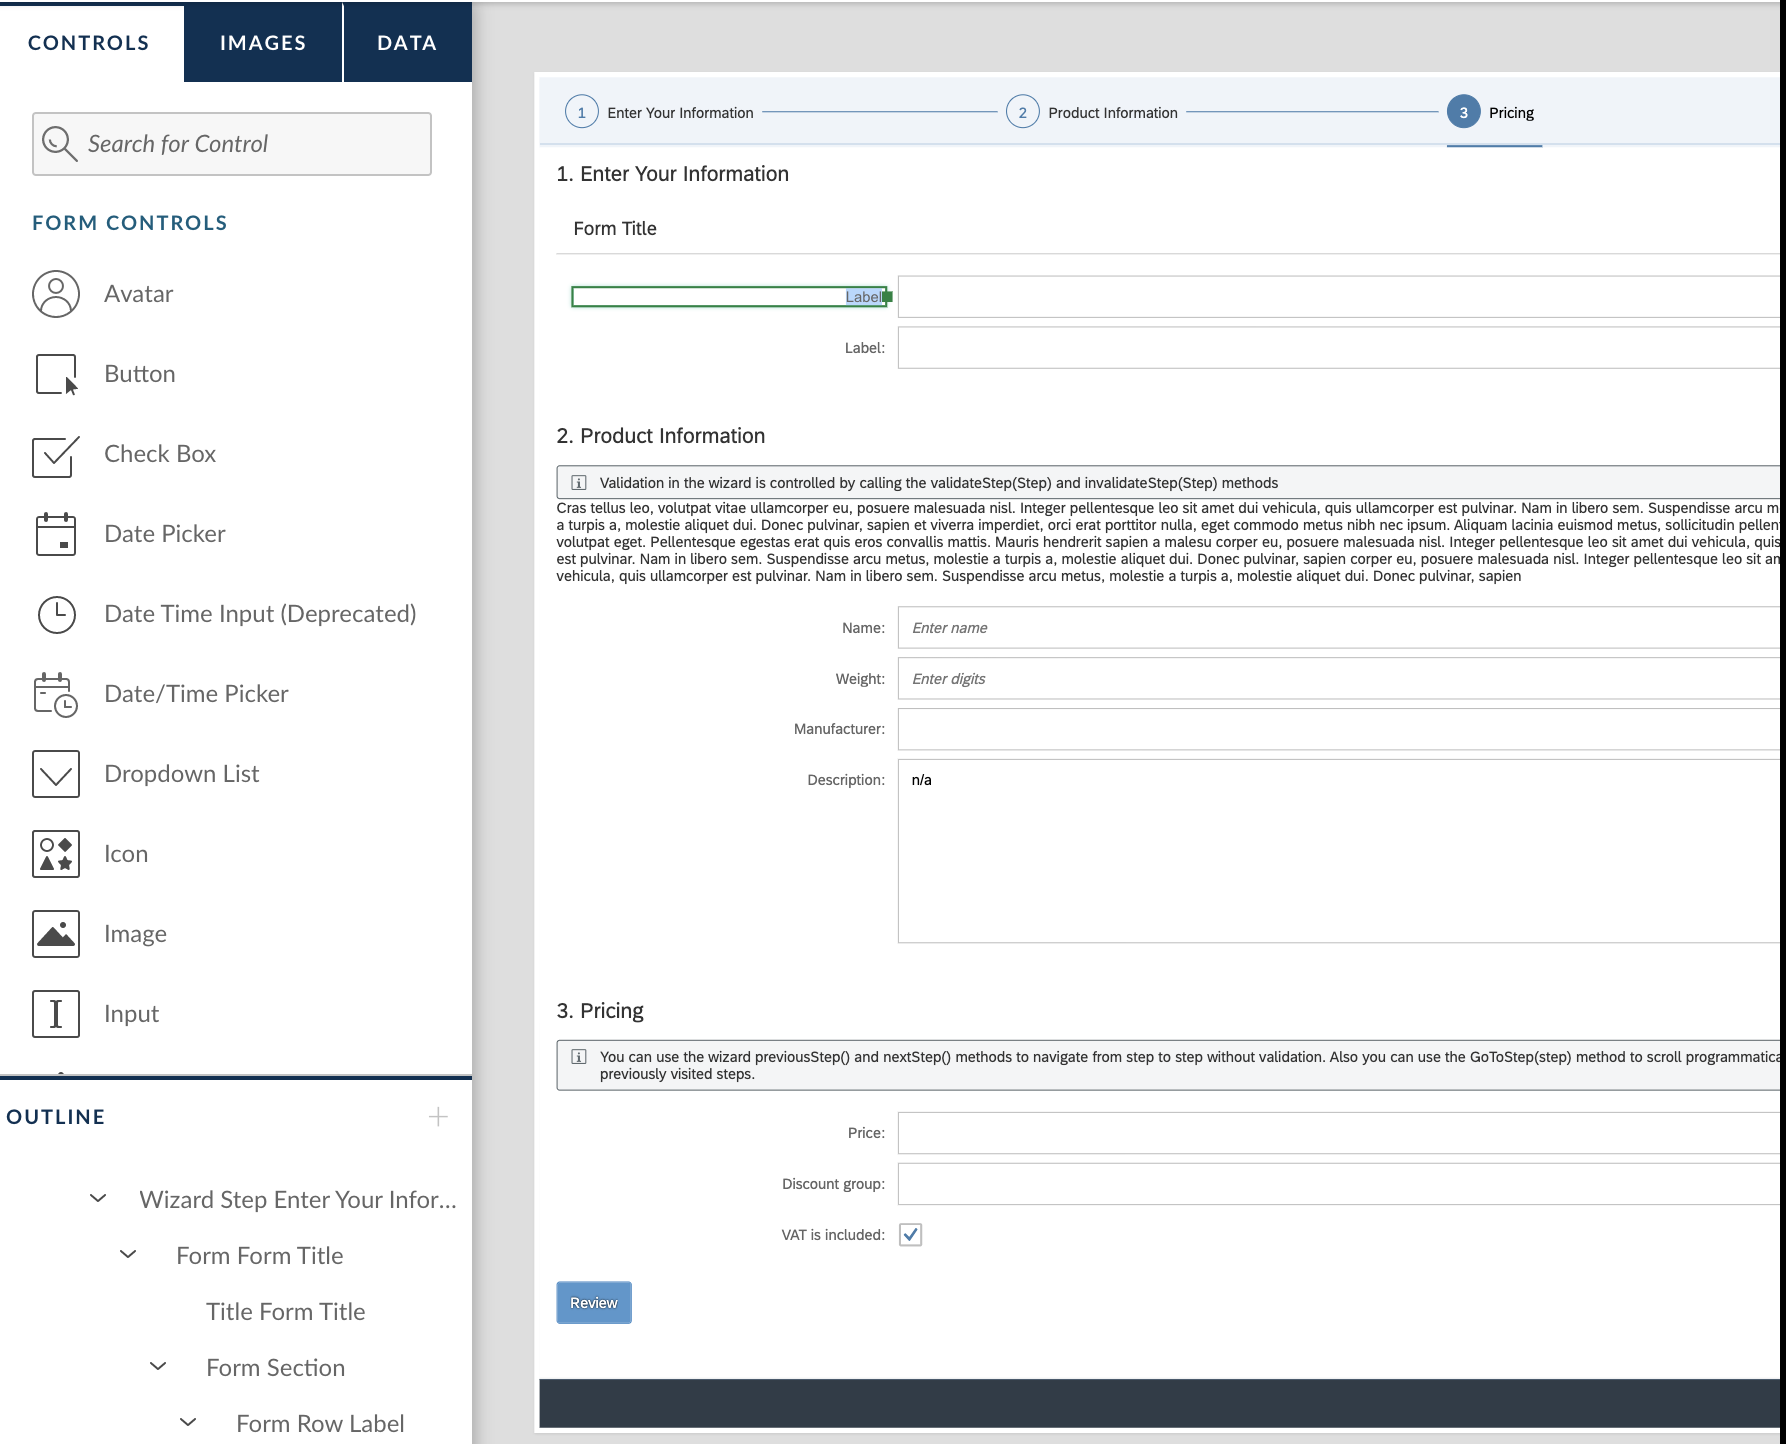 CONTROLS
IMAGES
DATA
Search for Control
FORM CONTROLS
Avatar
Button
Check Box
Date Picker
Date Time Input (Deprecated)
Date/Time Picker
Dropdown List
Icon
Image
Input
OUTLINE
Wizard Step Enter Your Infor...
Form Form Title
Title Form Title
Form Section
Form Row Label
1 Enter Your Information
2 Product Information
3 Pricing
1. Enter Your Information
Form Title
Label
Label:
2. Product Information
Validation in the wizard is controlled by calling the validateStep(Step) and invalidateStep(Step) methods
Cras tellus leo, volutpat vitae ullamcorper eu, posuere malesuada nisl. Integer pellentesque leo sit amet dui vehicula, quis ullamcorper est pulvinar. Nam in libero sem. Suspendisse arcu m
a turpis a, molestie aliquet dui. Donec pulvinar, sapien et viverra imperdiet, orci erat porttitor nulla, eget commodo metus nibh nec ipsum. Aliquam lacinia euismod metus, sollicitudin pellen
volutpat eget. Pellentesque egestas erat quis eros convallis mattis. Mauris hendrerit sapien a malesu corper eu, posuere malesuada nisl. Integer pellentesque leo sit amet dui vehicula, quis
est pulvinar. Nam in libero sem. Suspendisse arcu metus, molestie a turpis a, molestie aliquet dui. Donec pulvinar, sapien corper eu, posuere malesuada nisl. Integer pellentesque leo sit am
vehicula, quis ullamcorper est pulvinar. Nam in libero sem. Suspendisse arcu metus, molestie a turpis a, molestie aliquet dui. Donec pulvinar, sapien
Name: Enter name
Weight: Enter digits
Manufacturer:
Description: n/a
3. Pricing
You can use the wizard previousStep() and nextStep() methods to navigate from step to step without validation. Also you can use the GoToStep(step) method to scroll programmatica
previously visited steps.
Price:
Discount group:
VAT is included:
Review